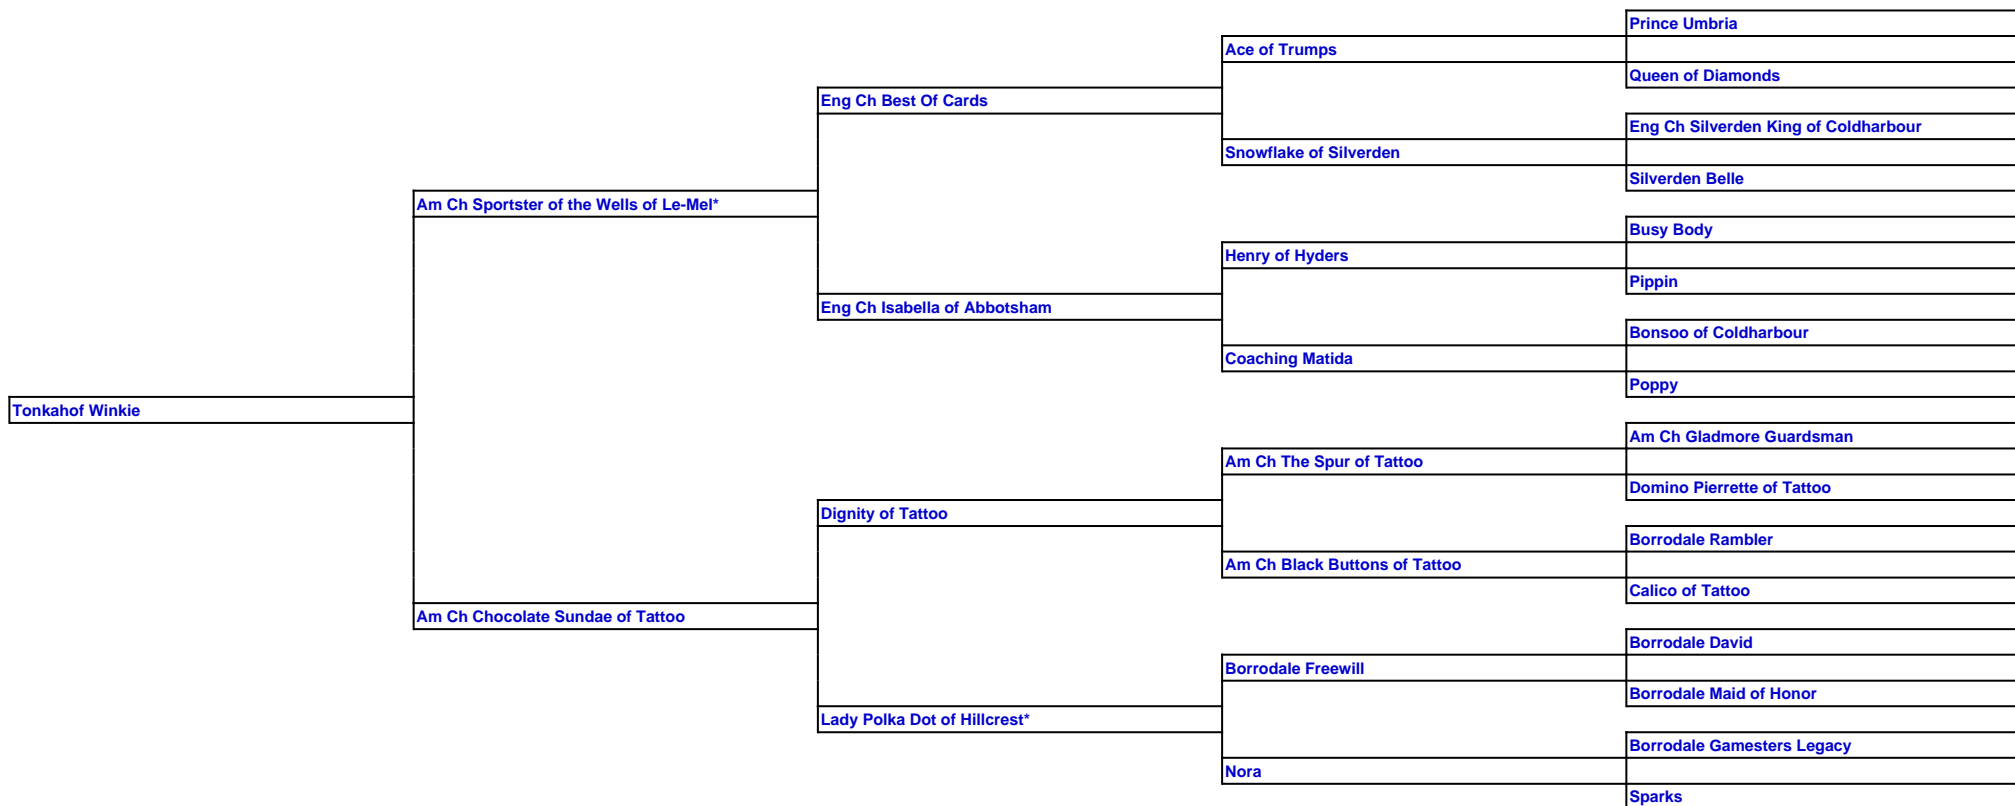 Prince Umbria
Ace of Trumps
Queen of Diamonds
Eng Ch Best Of Cards
Eng Ch Silverden King of Coldharbour
Snowflake of Silverden
Silverden Belle
Am Ch Sportster of the Wells of Le-Mel*
Busy Body
Henry of Hyders
Pippin
Eng Ch Isabella of Abbotsham
Bonsoo of Coldharbour
Coaching Matida
Poppy
Tonkahof Winkie
Am Ch Gladmore Guardsman
Am Ch The Spur of Tattoo
Domino Pierrette of Tattoo
Dignity of Tattoo
Borrodale Rambler
Am Ch Black Buttons of Tattoo
Calico of Tattoo
Am Ch Chocolate Sundae of Tattoo
Borrodale David
Borrodale Freewill
Borrodale Maid of Honor
Lady Polka Dot of Hillcrest*
Borrodale Gamesters Legacy
Nora
Sparks